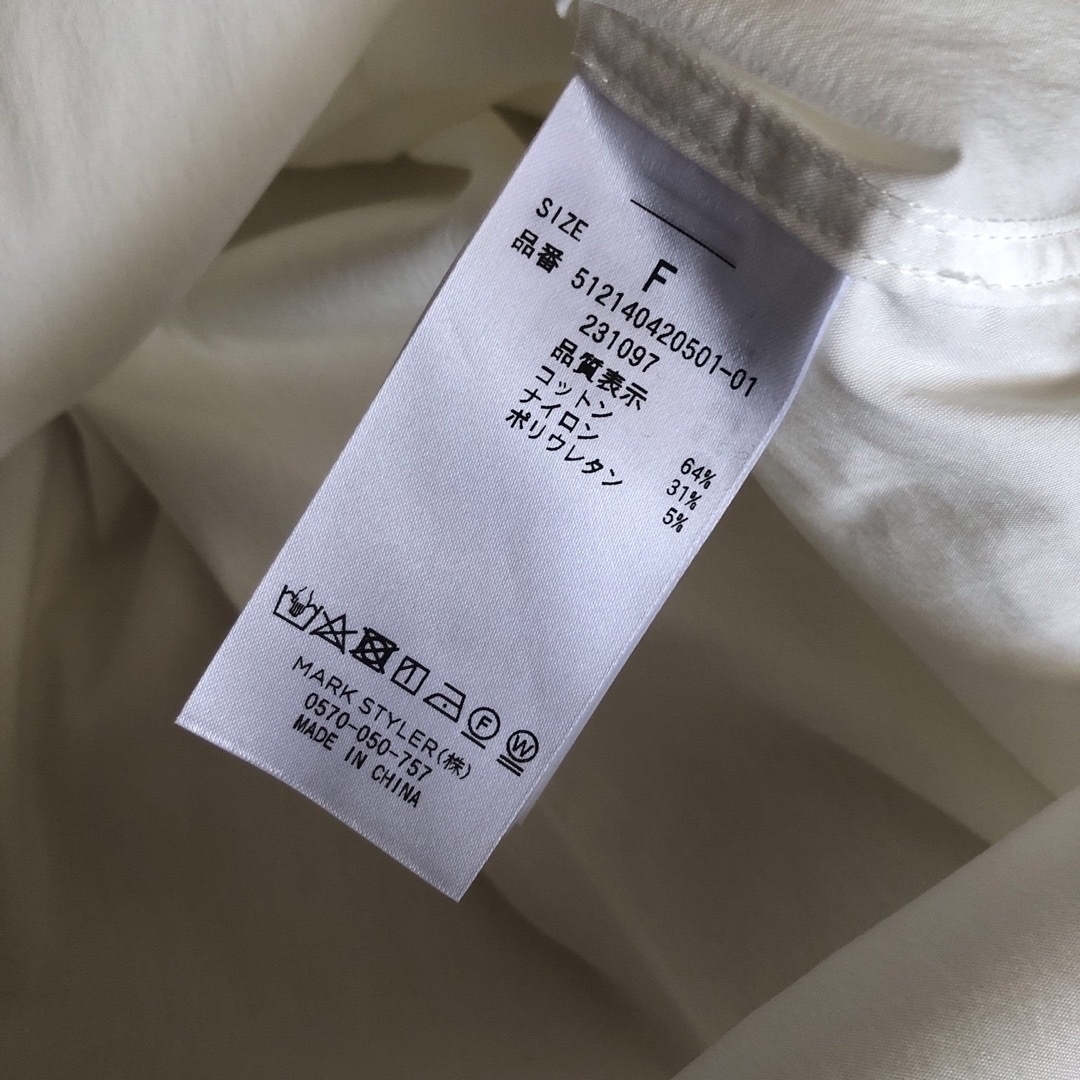 SIZE F
品番 512140420501-01
231097
品質表示
コットン 64%
ナイロン 31%
ポリウレタン 5%
F
W
MARK STYLER(株)
0570-050-757
MADE IN CHINA